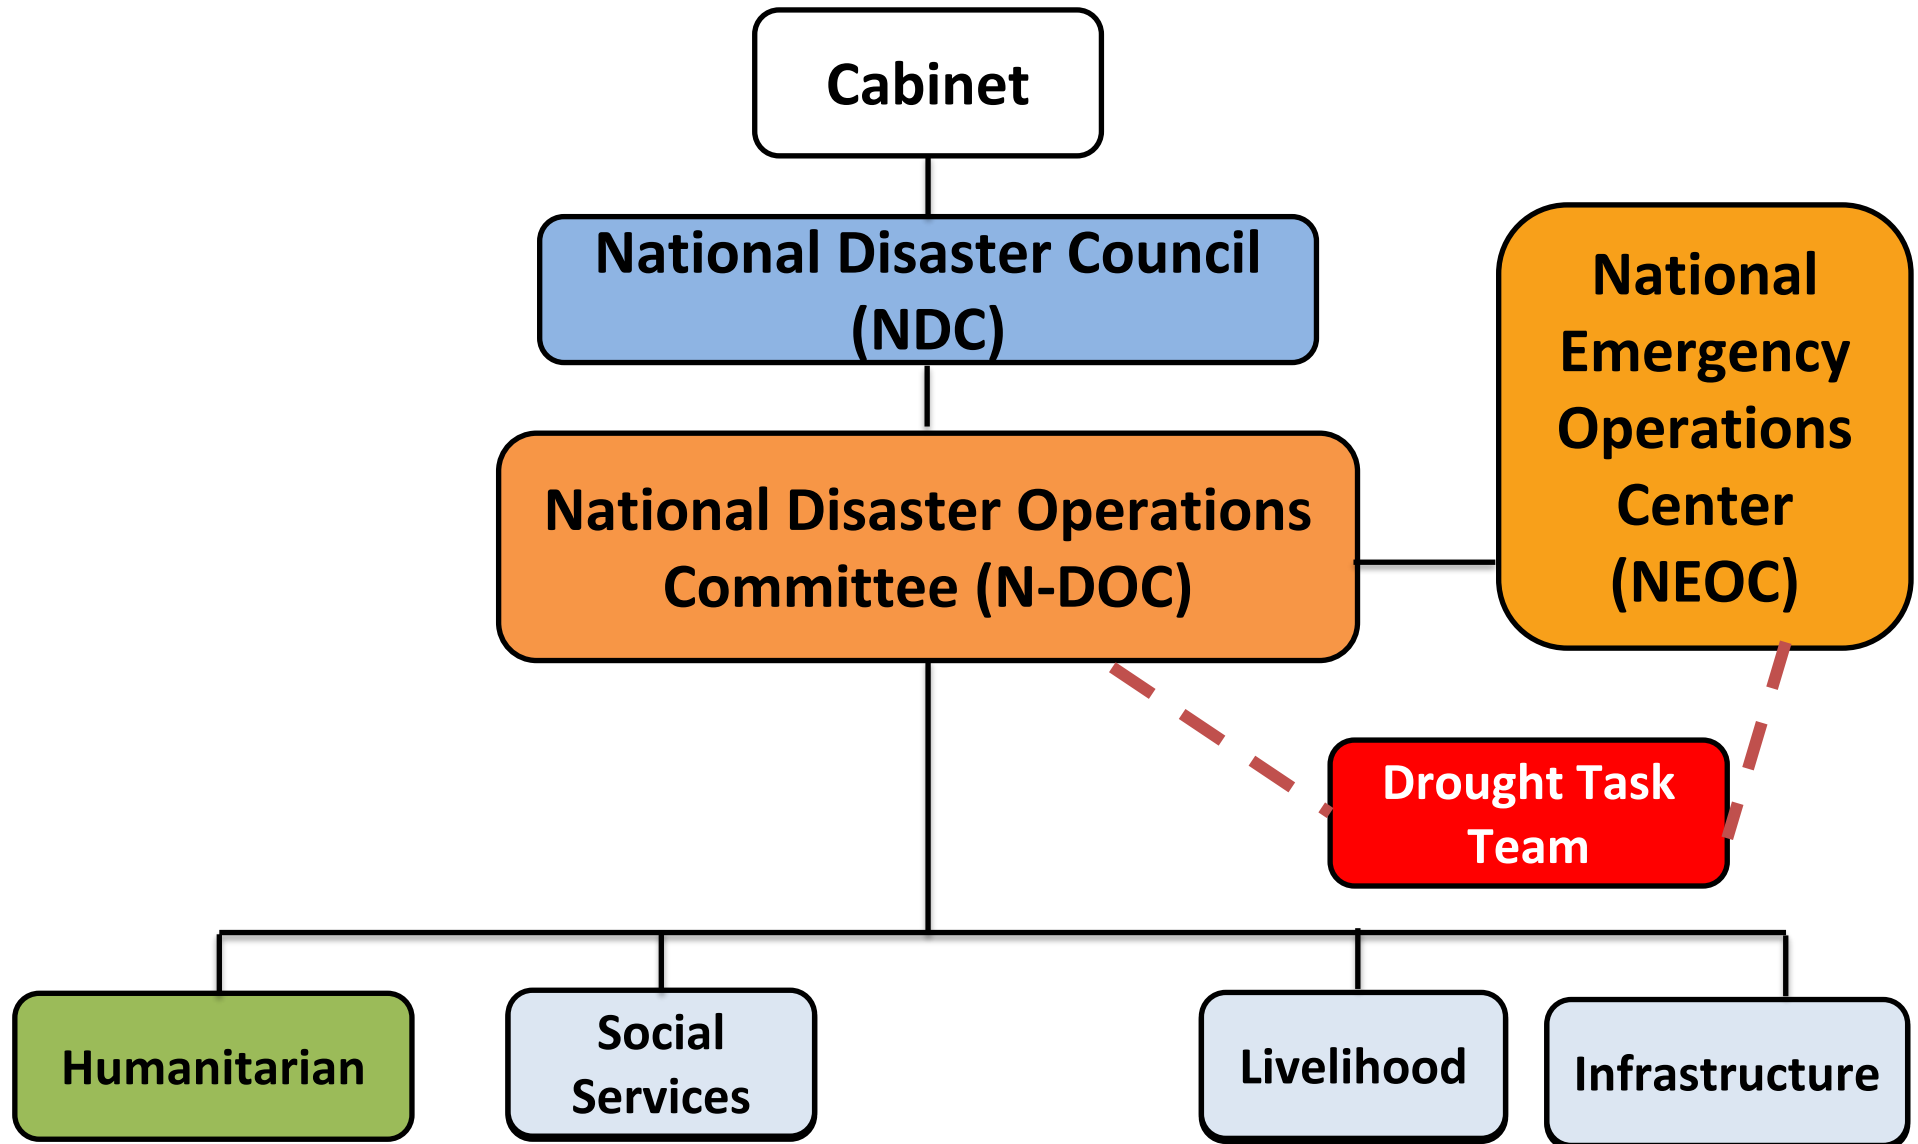 Cabinet
National Disaster Council
(NDC)
National
Emergency
Operations
Center
(NEOC)
National Disaster Operations
Committee (N-DOC)
Drought Task
Team
Humanitarian
Social
Services
Livelihood
Infrastructure